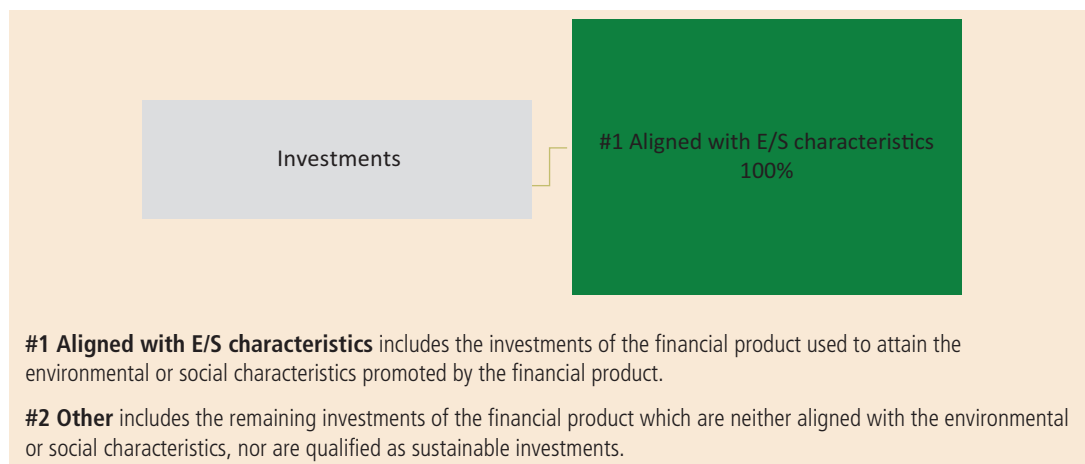 Investments
#1 Aligned with E/S characteristics
100%
#1 Aligned with E/S characteristics includes the investments of the financial product used to attain the
environmental or social characteristics promoted by the financial product.
#2 Other includes the remaining investments of the financial product which are neither aligned with the environmental
or social characteristics, nor are qualified as sustainable investments.